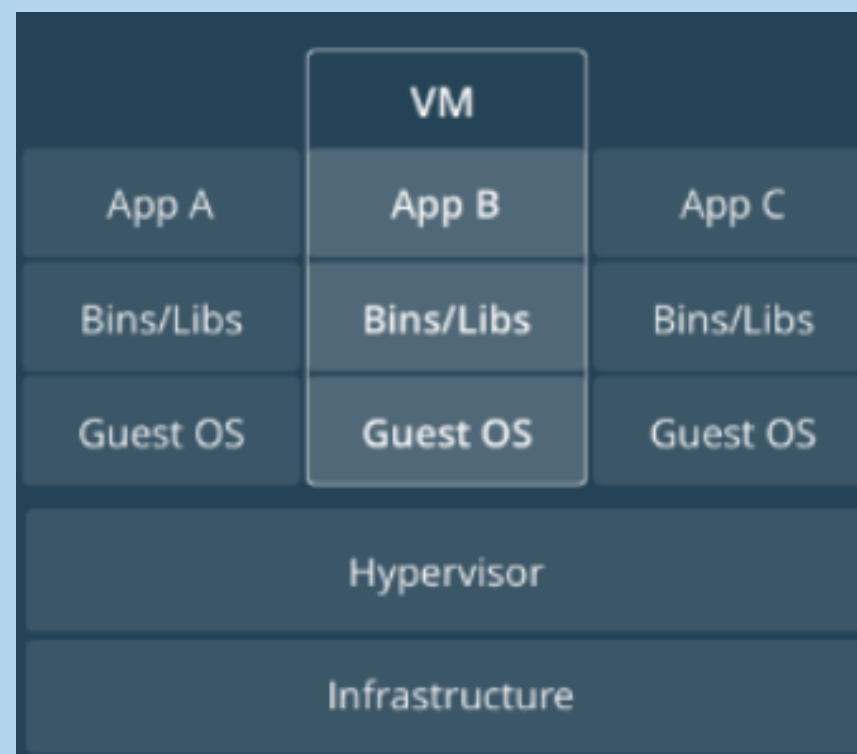 VM
App A App B App C
Bins/Libs Bins/Libs Bins/Libs
Guest OS Guest OS Guest OS
Hypervisor
Infrastructure